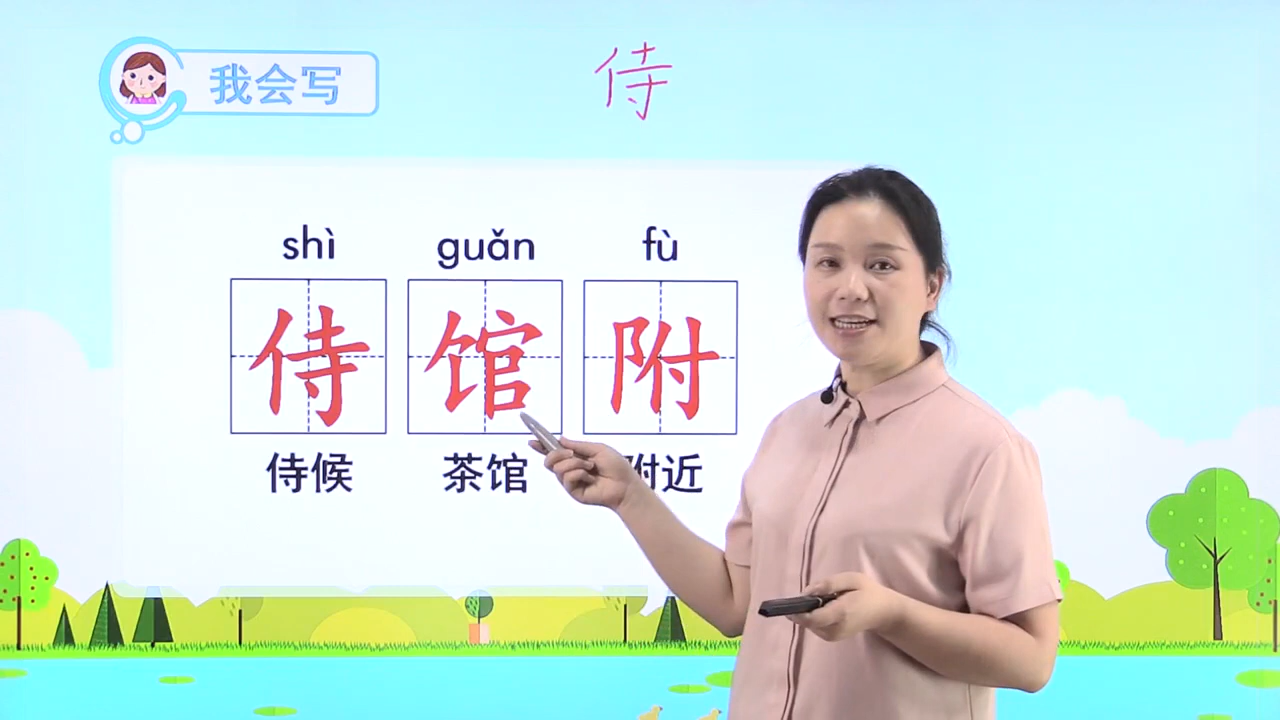 我会写
侍
shì guǎn fù
侍 馆 附
侍候 茶馆 附近